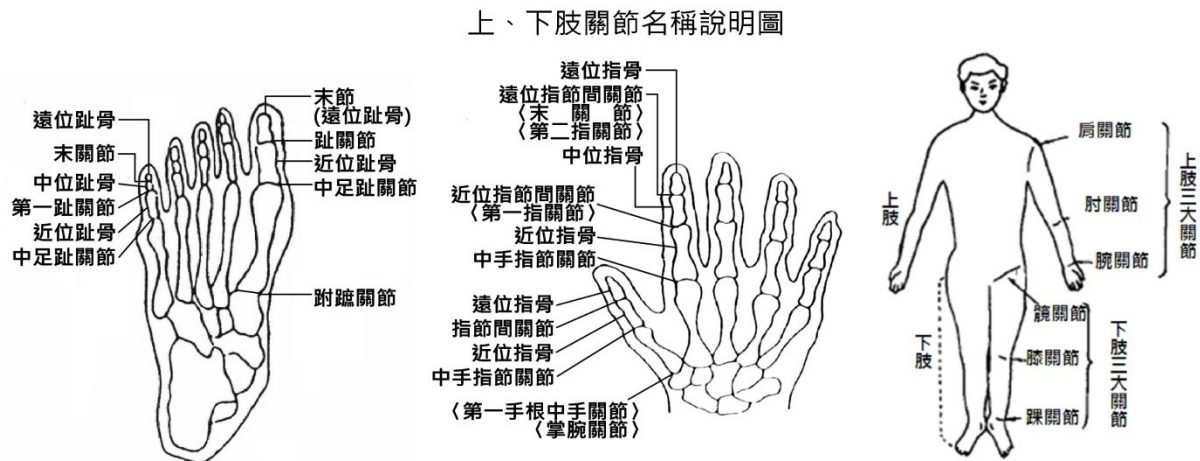 上、下肢關節名稱說明圖
遠位趾骨
末關節
中位趾骨
第一趾關節
近位趾骨
中足趾關節
末節
(遠位趾骨)
趾關節
近位趾骨
中足趾關節
跗蹠關節
遠位指骨
遠位指節間關節
〈末關節〉
〈第二指關節〉
中位指骨
近位指節間關節
〈第一指關節〉
近位指骨
中手指節關節
遠位指骨
指節間關節
近位指骨
中手指節關節
〈第一手根中手關節〉
〈掌腕關節〉
上肢
下肢
肩關節
肘關節
腕關節
上肢三大關節
髖關節
膝關節
踝關節
下肢三大關節